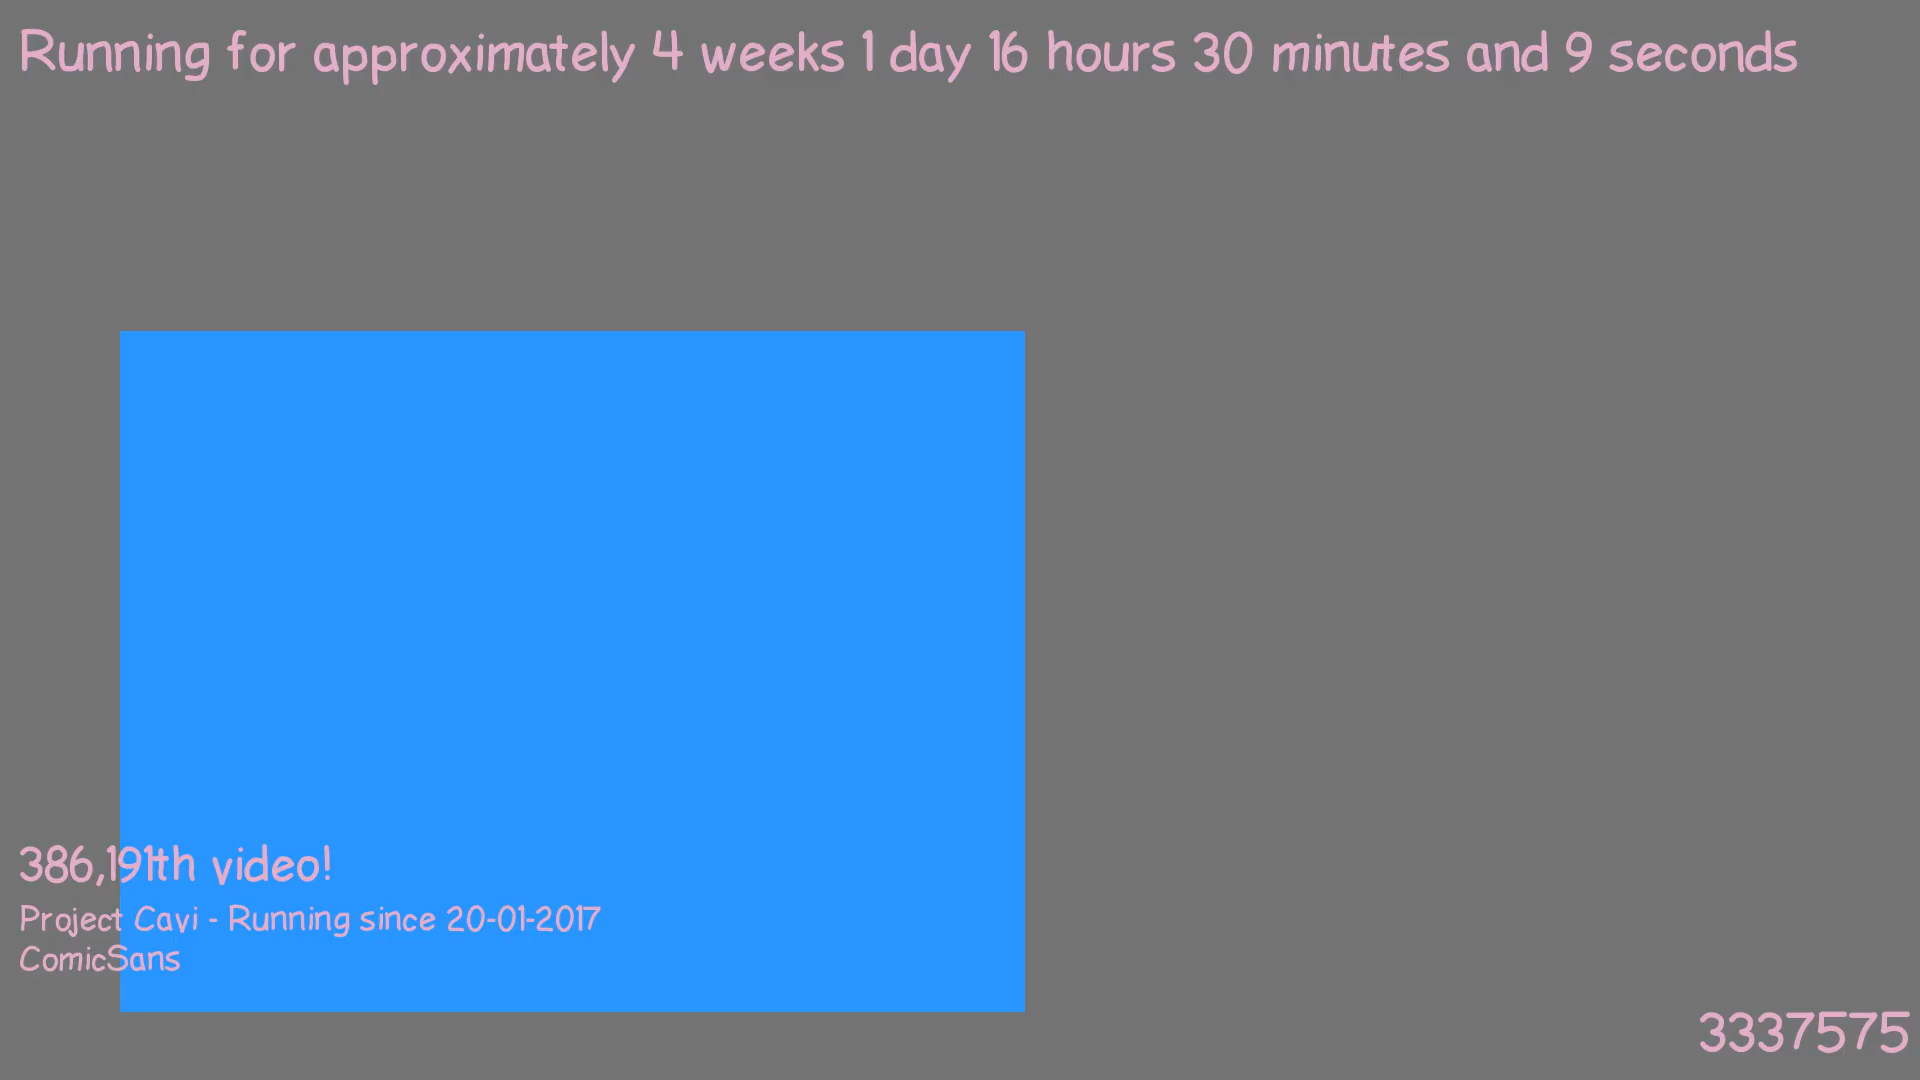 Running for approximately 4 weeks 1 day 16 hours 30 minutes and 9 seconds
386,191th video!
Project Cavi - Running since 20-01-2017
ComicSans
3337575